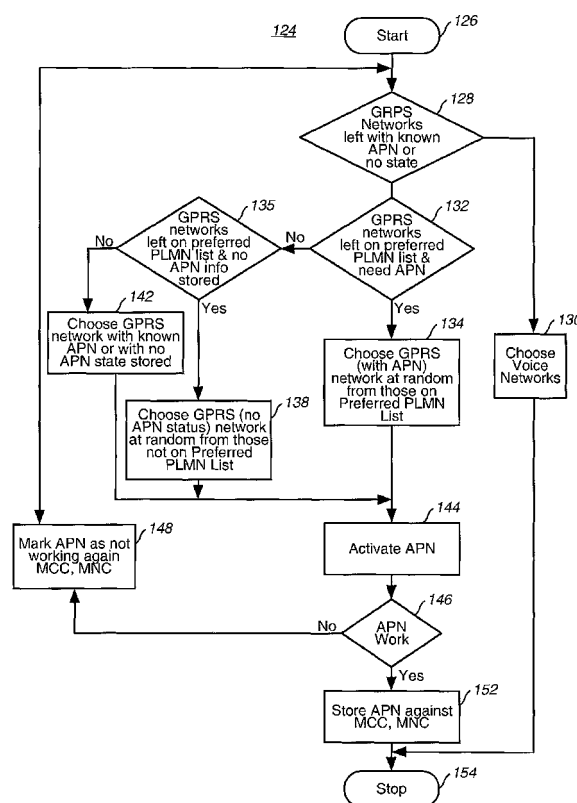 124
Start
126
GRPS
Networks
left with known
APN or
no state
128
135
GPRS
networks
left on preferred
PLMN list & no
APN info
stored
132
GPRS
networks
left on preferred
PLMN list &
need APN
No
No
Yes
Yes
142
Choose GPRS
network with known
APN or with no
APN state stored
134
Choose GPRS
(with APN)
network at random
from those on
Preferred PLMN
List
130
Choose
Voice
Networks
138
Choose GPRS (no
APN status) network
at random from those
not on Preferred
PLMN List
144
Activate APN
148
Mark APN as not
working again
MCC, MNC
146
APN
Work
No
Yes
152
Store APN against
MCC, MNC
Stop
154